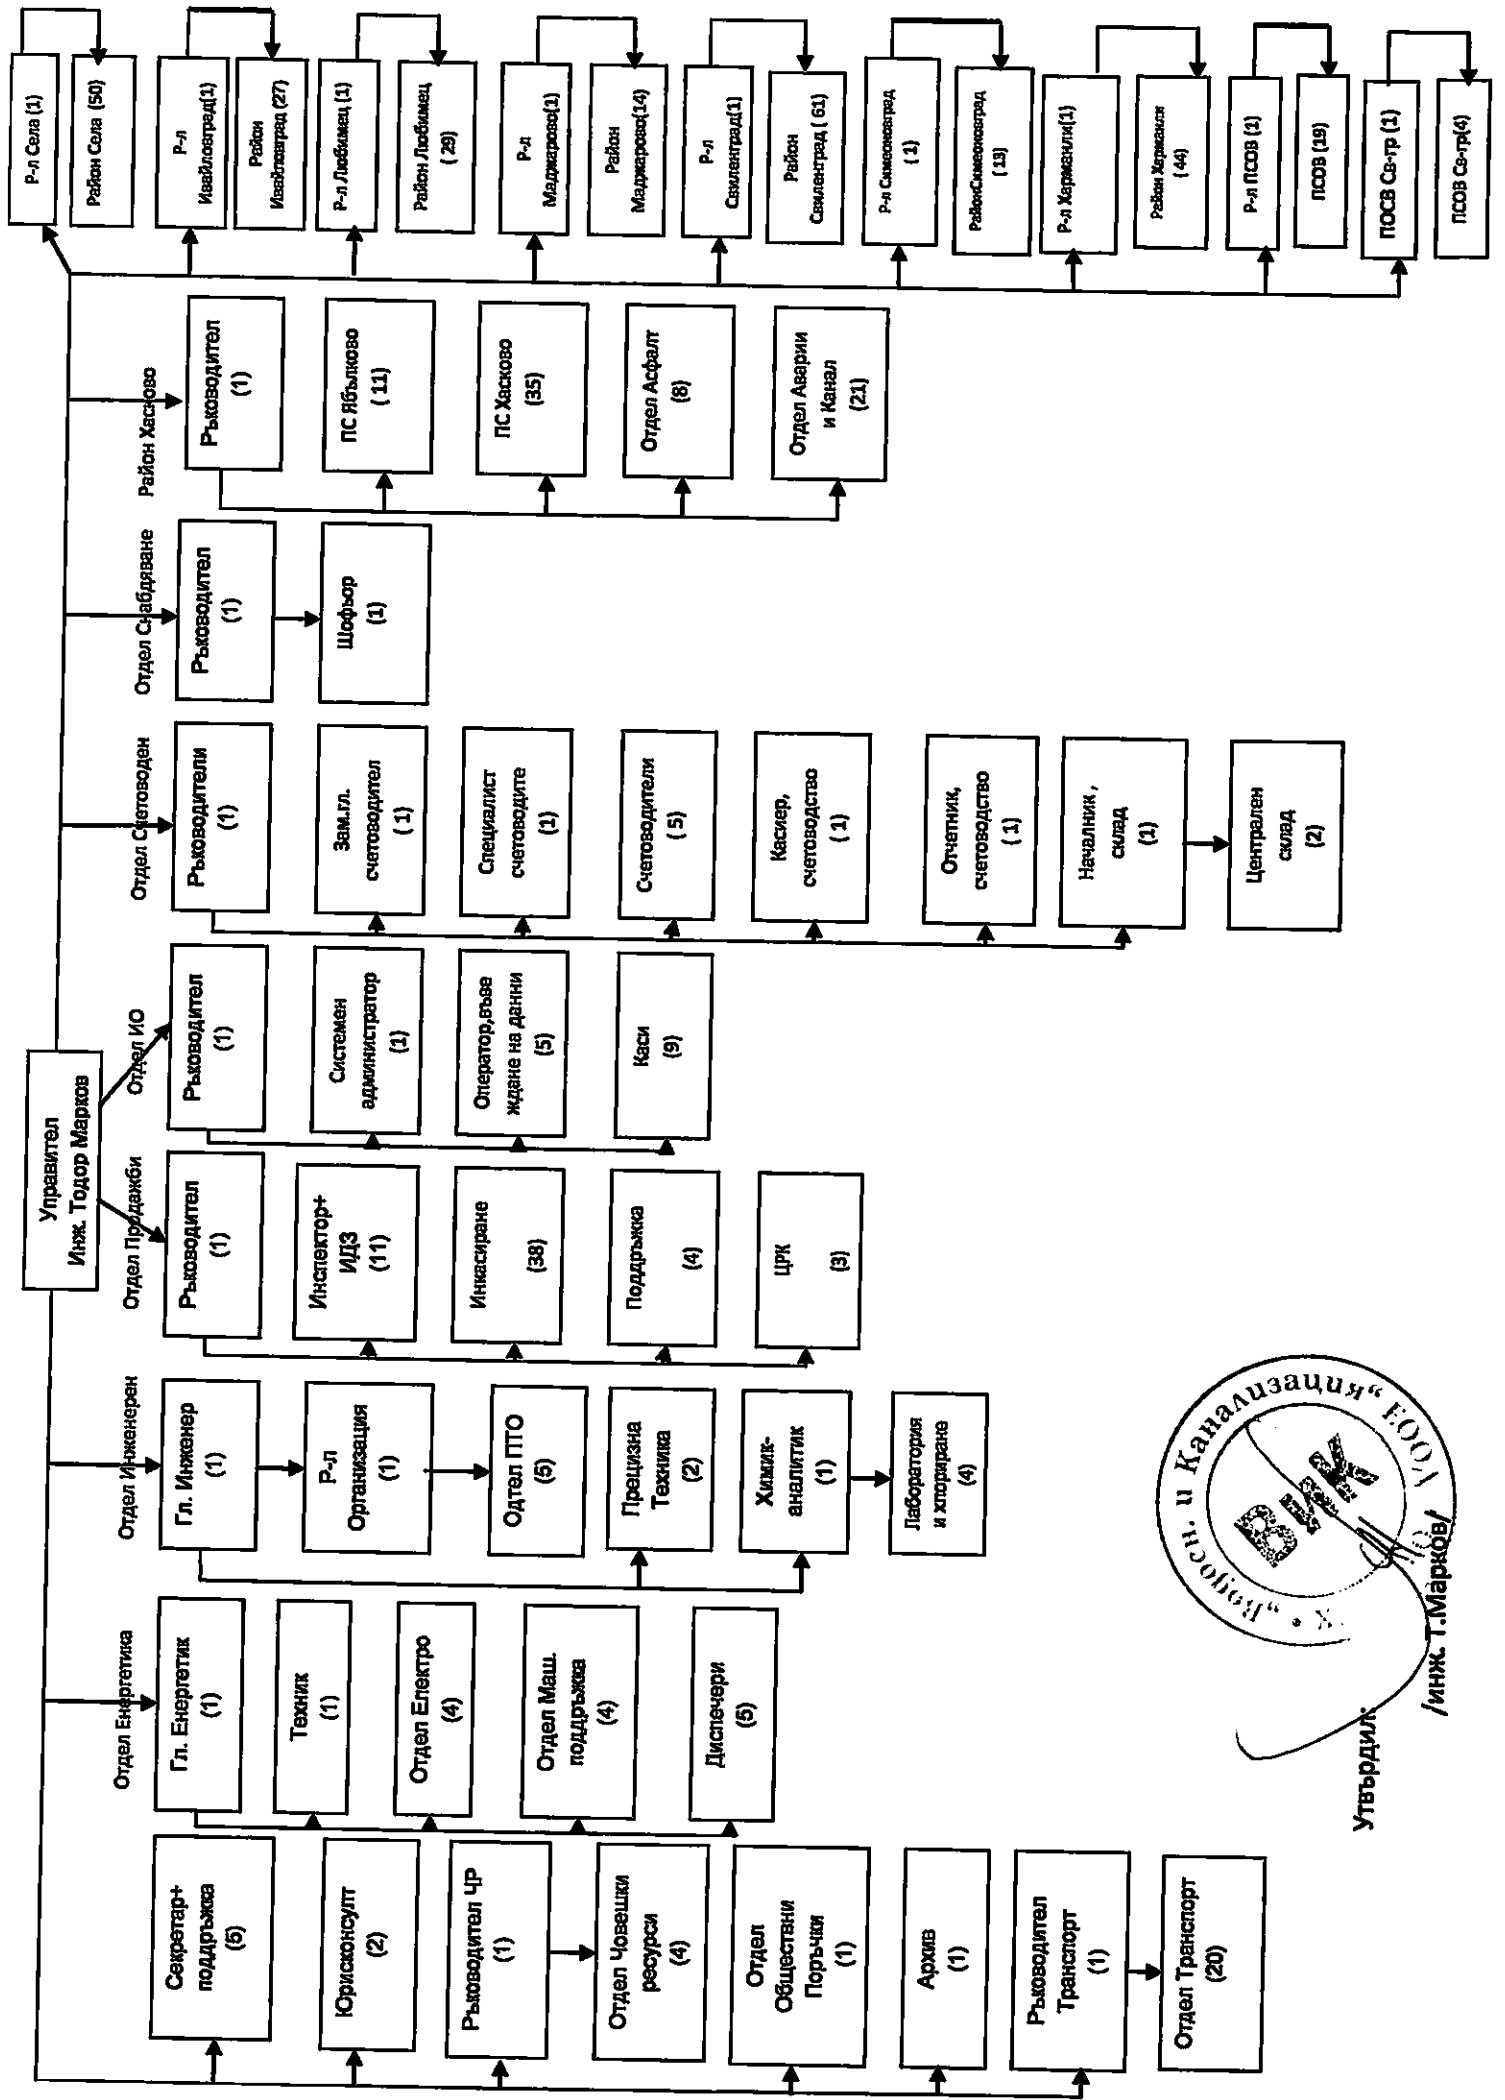 Управител
Инж. Тодор Марков
Секретар+
поддръжка
(5)
Юрисконсулт
(2)
Ръководител ЧР
(1)
Отдел Човешки
ресурси
(4)
Отдел
Обществни
Поръчки
(1)
Архив
(1)
Ръководител
Транспорт
(1)
Отдел Транспорт
(20)
Отдел Енергетика
Гл. Енергетик
(1)
Техник
(1)
Отдел Електро
(4)
Отдел Маш.
поддръжка
(4)
Диспечери
(5)
Отдел Инженерен
Гл. Инженер
(1)
Р-л
Организация
(1)
Одтел ПТО
(5)
Прецизна
Техника
(2)
Химик-
аналитик
(1)
Лаборатория
и хлориране
(4)
Отдел Продажби
Ръководител
(1)
Инспектор+
ИДЗ
(11)
Инкасиране
(38)
Поддръжка
(4)
ЦРК
(3)
Отдел ИО
Ръководител
(1)
Системен
администратор
(1)
Оператор,въве
ждане на данни
(5)
Каси
(9)
Отдел Счетоводен
Ръководители
(1)
Зам.гл.
счетоводител
( 1)
Специалист
счетоводите
(1)
Счетоводители
( 5)
Касиер,
счетоводство
( 1)
Отчетник,
счетоводство
( 1)
Началник ,
склад
(1)
Централен
склад
(2)
Отдел Снабдяване
Ръководител
(1)
Шофьор
(1)
Район Хасково
Ръководител
(1)
ПС Ябълково
( 11)
ПС Хасково
(35)
Отдел Асфалт
(8)
Отдел Аварии
и Канал
(21)
Р-л Села (1)
Район Села (50)
Р-л
Ивайловград(1)
Район
Ивайловград (27)
Р-л Любимец (1)
Район Любимец
( 29)
Р-л
Маджарово(1)
Район
Маджарово(14)
Р-л
Свиленград(1)
Район
Свиленград ( 61)
Р-л Симеоновград
( 1)
РайонСимеоновград
( 13)
Р-л Харманли(1)
Район Харманли
( 44)
Р-л ПСОВ (1)
ПСОВ (19)
ПОСВ Св-гр (1)
ПСОВ Св-гр(4)
Утвърдил:
/инж. Т.Марков/
„Водосн. и Канализация“ ЕООД
ВИК